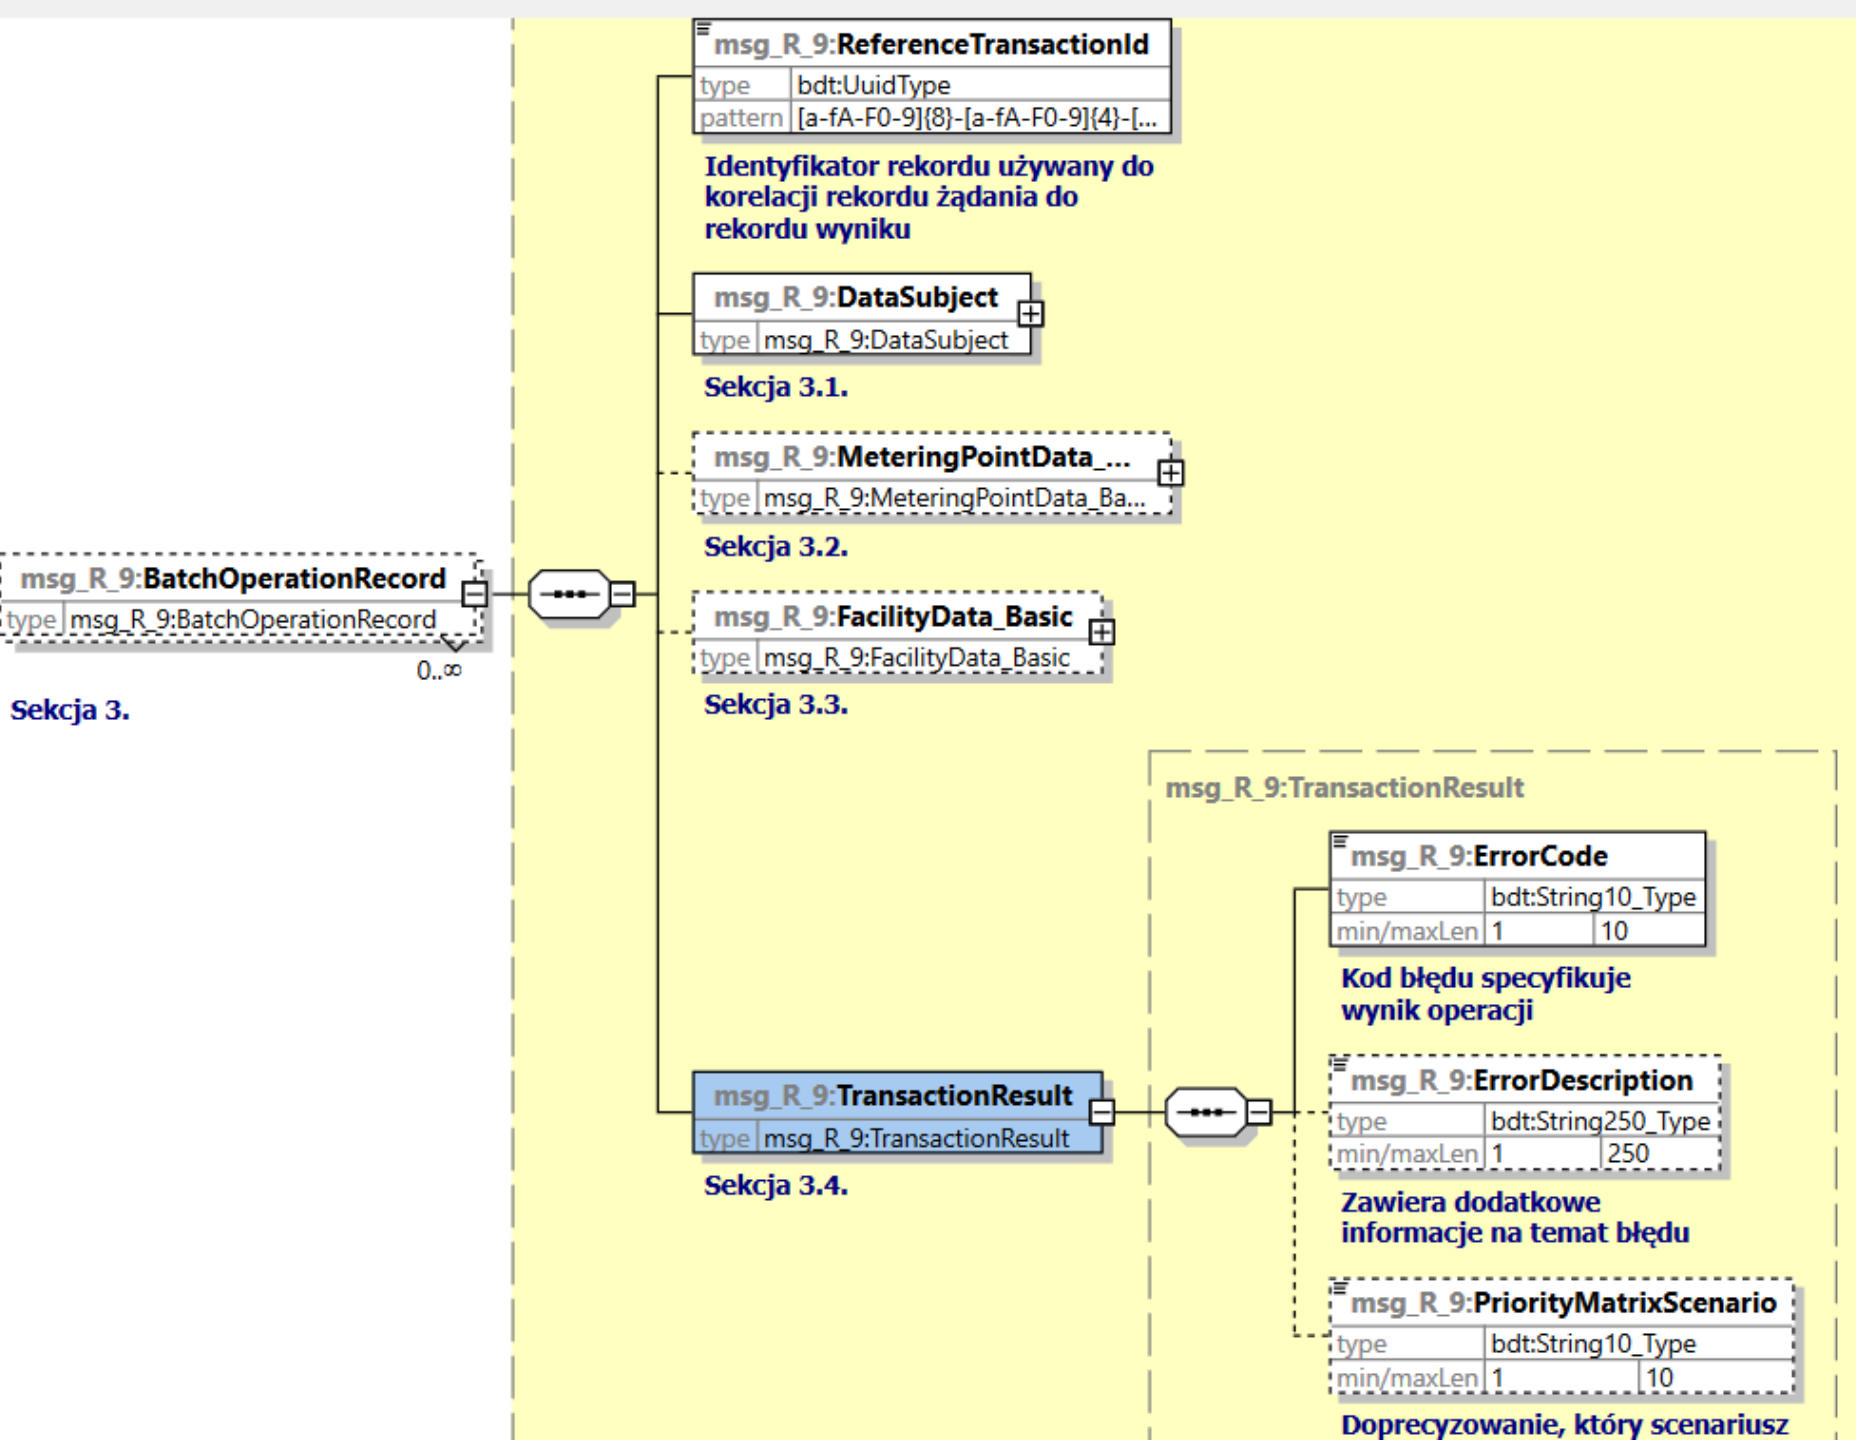 msg_R_9:ReferenceTransactionId
type bdt:UuidType
pattern [a-fA-F0-9]{8}-[a-fA-F0-9]{4}-[...
Identyfikator rekordu używany do
korelacji rekordu żądania do
rekordu wyniku
msg_R_9:DataSubject
type msg_R_9:DataSubject
Sekcja 3.1.
msg_R_9:MeteringPointData_...
type msg_R_9:MeteringPointData_Ba...
Sekcja 3.2.
msg_R_9:BatchOperationRecord
type msg_R_9:BatchOperationRecord
0..∞
Sekcja 3.
msg_R_9:FacilityData_Basic
type msg_R_9:FacilityData_Basic
Sekcja 3.3.
msg_R_9:TransactionResult
msg_R_9:ErrorCode
type bdt:String10_Type
min/maxLen 1 10
Kod błędu specyfikuje
wynik operacji
msg_R_9:TransactionResult
type msg_R_9:TransactionResult
Sekcja 3.4.
msg_R_9:ErrorDescription
type bdt:String250_Type
min/maxLen 1 250
Zawiera dodatkowe
informacje na temat błędu
msg_R_9:PriorityMatrixScenario
type bdt:String10_Type
min/maxLen 1 10
Doprecyzowanie, który scenariusz